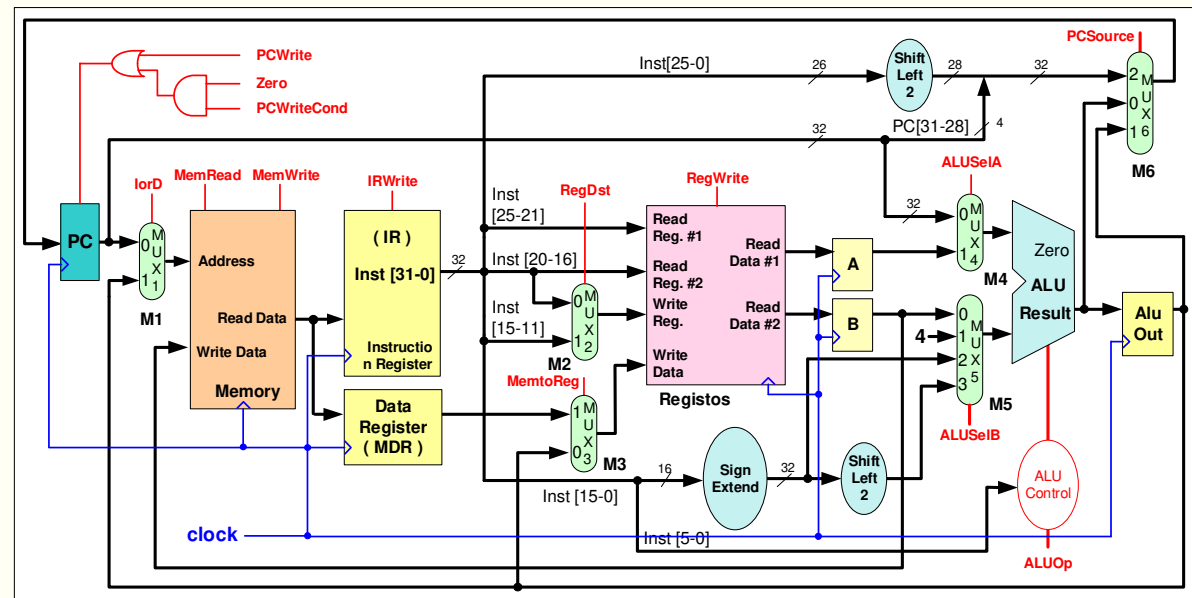 PCWrite
Zero
PCWriteCond
Inst[25-0]
26
Shift
Left
2
28
32
PCSource
2
0
1
M
U
X
6
M6
32
PC[31-28]
4
IorD
MemRead
MemWrite
IRWrite
RegDst
RegWrite
ALUSelA
PC
0
1
M
U
X
1
M1
Address
Read Data
Write Data
Memory
( IR )
Inst [31-0]
Instructio
n Register
32
Data
Register
( MDR )
Inst
[25-21]
Inst [20-16]
Inst
[15-11]
0
1
M
U
X
2
M2
MemtoReg
1
0
M
U
X
3
M3
Read
Reg. #1
Read
Reg. #2
Write
Reg.
Write
Data
Read
Data #1
Read
Data #2
Registos
A
B
32
0
1
M
U
X
4
M4
4
0
1
2
3
M
U
X
5
M5
ALUSelB
Zero
ALU
Result
Alu
Out
Inst [15-0]
16
Sign
Extend
32
Shift
Left
2
ALU
Control
ALUOp
Inst [5-0]
clock